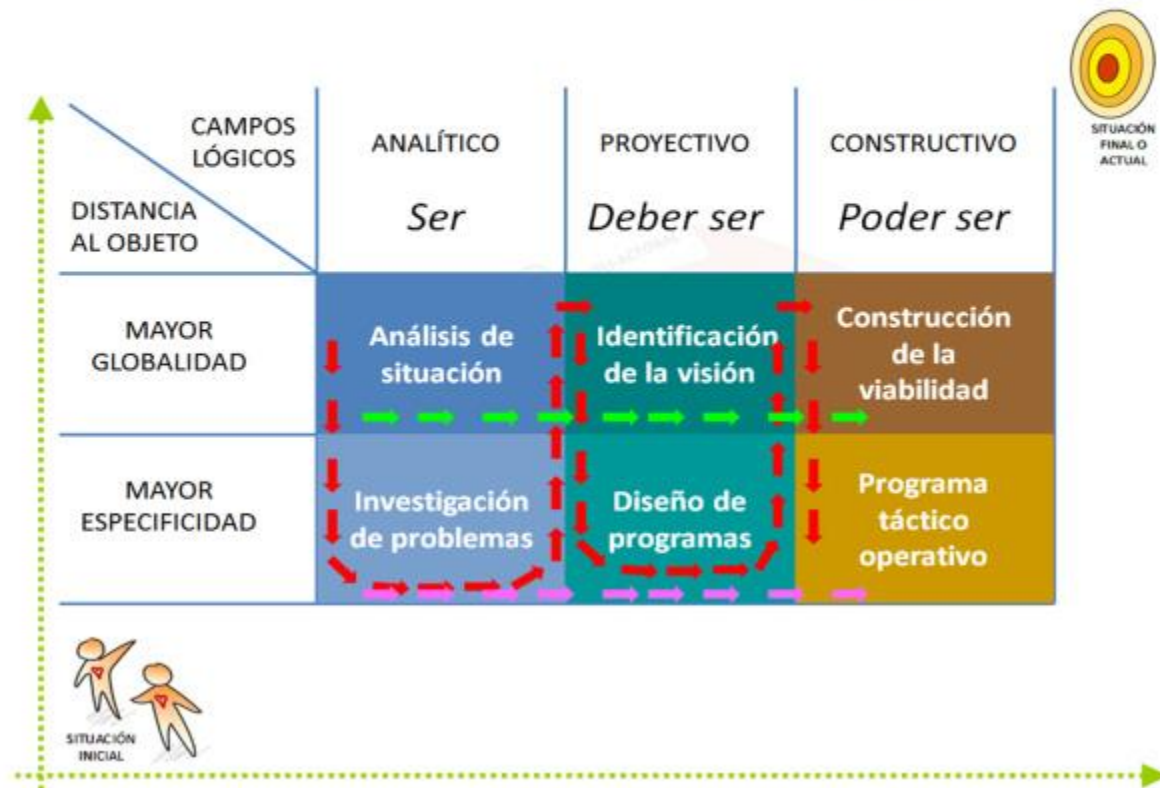 CAMPOS
LÓGICOS
DISTANCIA
AL OBJETO
ANALÍTICO
Ser
PROYECTIVO
Deber ser
CONSTRUCTIVO
Poder ser
SITUACIÓN
FINAL O
ACTUAL
MAYOR
GLOBALIDAD
Análisis de
situación
Identificación
de la visión
Construcción
de la
viabilidad
MAYOR
ESPECIFICIDAD
Investigación
de problemas
Diseño de
programas
Programa
táctico
operativo
SITUACIÓN
INICIAL